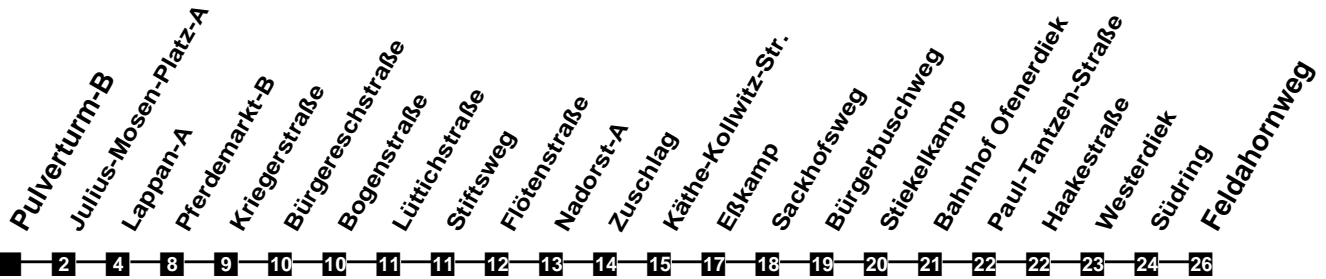 Pulverturm-B
Julius-Mosen-Platz-A
Lappan-A
Pferdemarkt-B
Kriegerstraße
Bürgereschstraße
Bogenstraße
Lüttichstraße
Stiftsweg
Flötenstraße
Nadorst-A
Zuschlag
Käthe-Kollwitz-Str.
Eßkamp
Sackhofsweg
Bürgerbuschweg
Stiekelkamp
Bahnhof Ofenerdiek
Paul-Tantzen-Straße
Haakestraße
Westerdiek
Südring
Feldahornweg
2 4 8 9 10 10 11 11 12 13 14 15 17 18 19 20 21 22 22 23 24 26